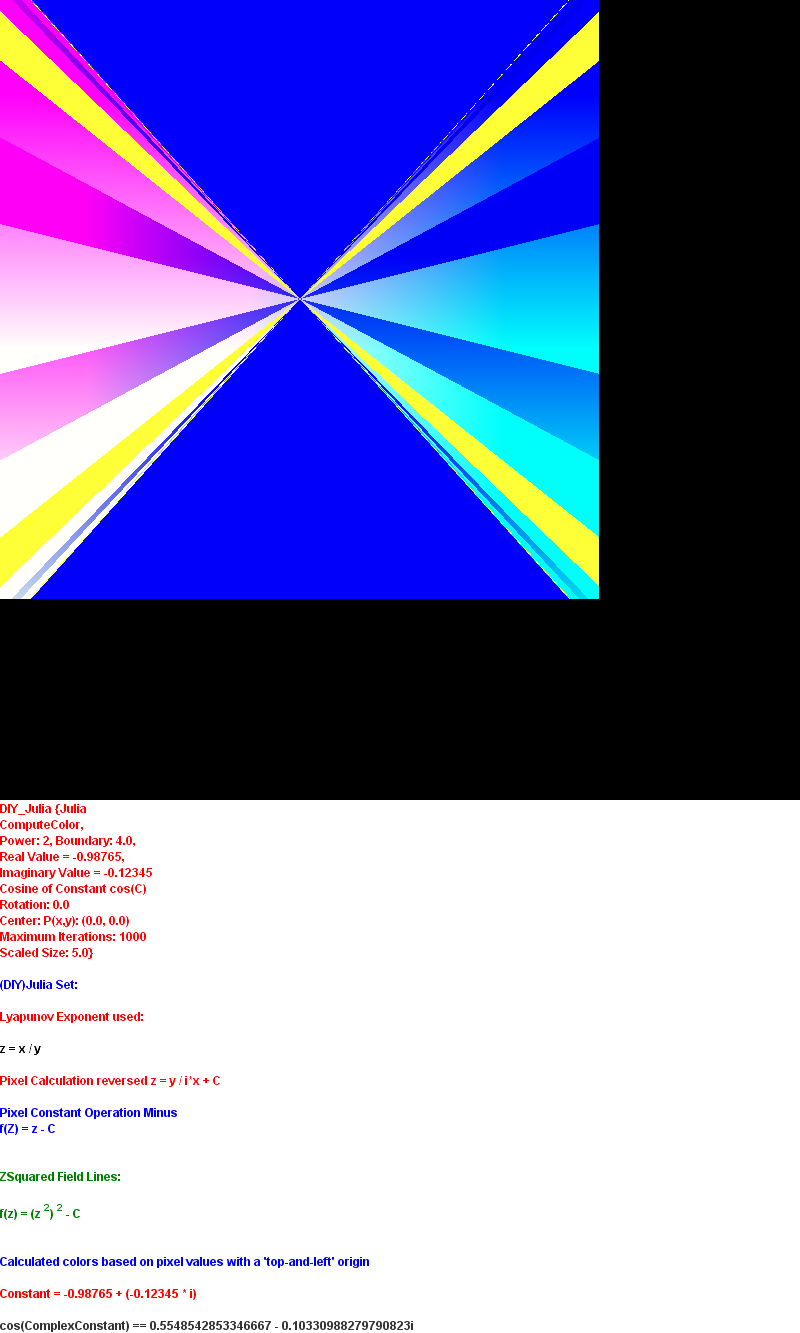 DIY_Julia {Julia
ComputeColor,
Power: 2, Boundary: 4.0,
Real Value = -0.98765,
Imaginary Value = -0.12345
Cosine of Constant cos(C)
Rotation: 0.0
Center: P(x,y): (0.0, 0.0)
Maximum Iterations: 1000
Scaled Size: 5.0}
(DIY)Julia Set:
Lyapunov Exponent used:
z = x / y
Pixel Calculation reversed z = y / i*x + C
Pixel Constant Operation Minus
f(Z) = z - C
ZSquared Field Lines:
f(z) = (z 2) 2 - C
Calculated colors based on pixel values with a 'top-and-left' origin
Constant = -0.98765 + (-0.12345 * i)
cos(ComplexConstant) == 0.5548542853346667 - 0.10330988279790823i